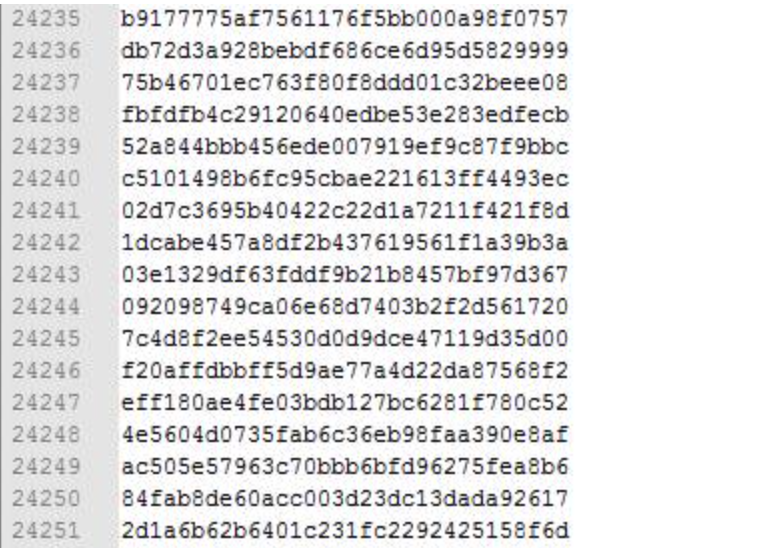 24235 b9177775af7561176f5bb000a98f0757
24236 db72d3a928bebdf686ce6d95d5829999
24237 75b46701ec763f80f8ddd01c32beee08
24238 fbfdfb4c29120640edbe53e283edfecb
24239 52a844bbb456ede007919ef9c87f9bbc
24240 c5101498b6fc95cbae221613ff4493ec
24241 02d7c3695b40422c22d1a7211f421f8d
24242 1dcabe457a8df2b437619561f1a39b3a
24243 03e1329df63fddf9b21b8457bf97d367
24244 092098749ca06e68d7403b2f2d561720
24245 7c4d8f2ee54530d0d9dce47119d35d00
24246 f20affdbbff5d9ae77a4d22da87568f2
24247 eff180ae4fe03bdb127bc6281f780c52
24248 4e5604d0735fab6c36eb98faa390e8af
24249 ac505e57963c70bbb6bfd96275fea8b6
24250 84fab8de60acc003d23dc13dada92617
24251 2d1a6b62b6401c231fc2292425158f6d